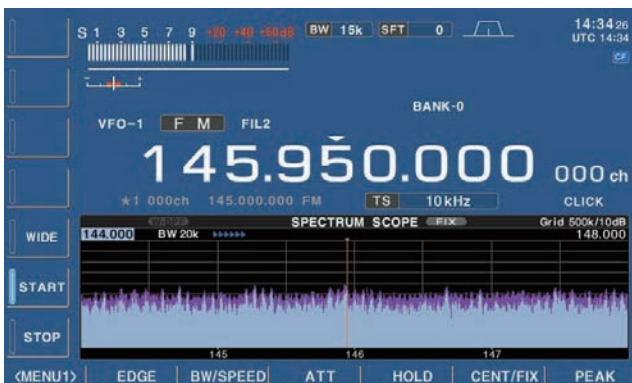 S 1 3 5 7 9 +20 +40 +60dB BW 15k SFT 0 14:34 26
UTC 14:34
CF
BANK-0
VFO-1 F M FIL2
145.950.000 000 ch
★1 000ch 145.000.000 FM TS 10kHz CLICK
SPECTRUM SCOPE FIX Grid 500k/10dB
WIDE 144.000 BW 20k 148.000
START
STOP
145 146 147
<MENU1> EDGE BW/SPEED ATT HOLD CENT/FIX PEAK